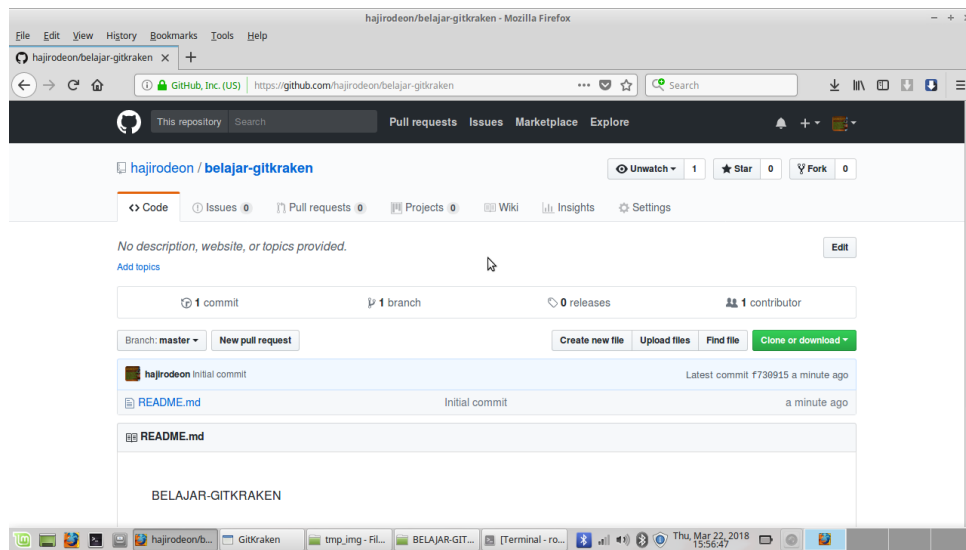 hajirodeon/belajar-gitkraken - Mozilla Firefox
File Edit View History Bookmarks Tools Help
hajirodeon/belajar-gitkraken
GitHub, Inc. (US) https://github.com/hajirodeon/belajar-gitkraken Search
This repository Search Pull requests Issues Marketplace Explore
hajirodeon / belajar-gitkraken Unwatch 1 Star 0 Fork 0
Code Issues 0 Pull requests 0 Projects 0 Wiki Insights Settings
No description, website, or topics provided. Edit
Add topics
1 commit 1 branch 0 releases 1 contributor
Branch: master New pull request Create new file Upload files Find file Clone or download
hajirodeon Initial commit Latest commit f730915 a minute ago
README.md Initial commit a minute ago
README.md
BELAJAR-GITKRAKEN
hajirodeon/b... GitKraken tmp_img - Fil... BELAJAR-GIT... [Terminal - ro... Thu, Mar 22, 2018
15:56:47